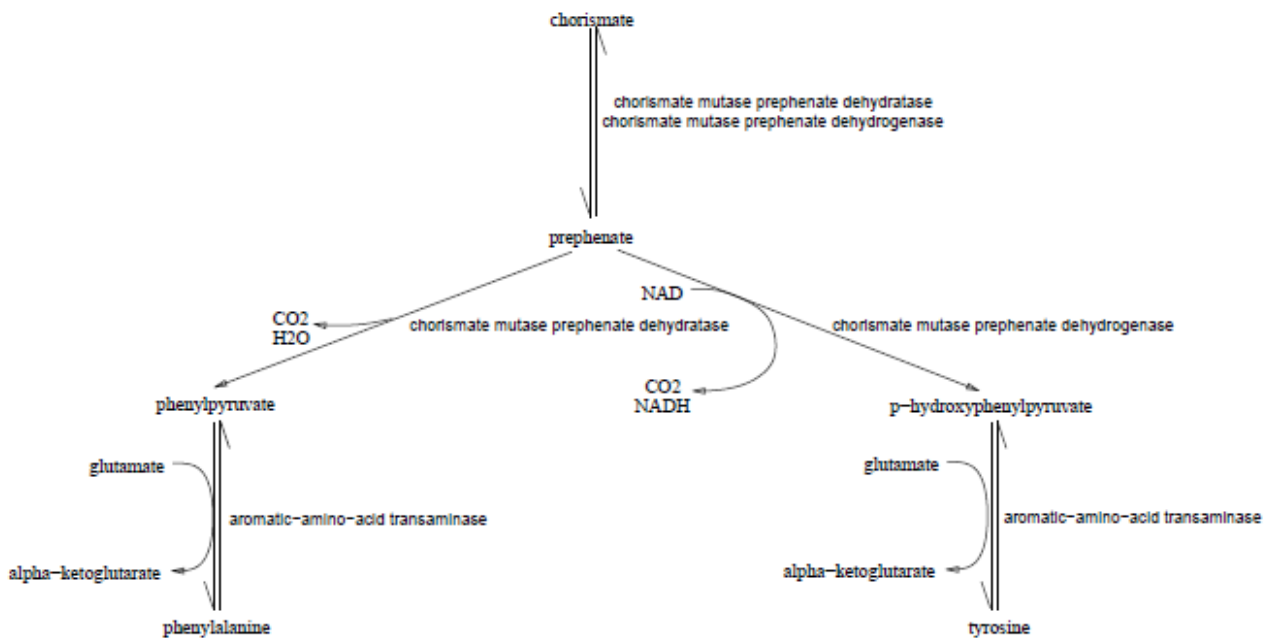 chorismate
chorismate mutase prephenate dehydratase
chorismate mutase prephenate dehydrogenase
prephenate
NAD
CO2
H2O
chorismate mutase prephenate dehydratase
chorismate mutase prephenate dehydrogenase
CO2
NADH
phenylpyruvate
p−hydroxyphenylpyruvate
glutamate
glutamate
aromatic−amino−acid transaminase
aromatic−amino−acid transaminase
alpha−ketoglutarate
alpha−ketoglutarate
phenylalanine
tyrosine